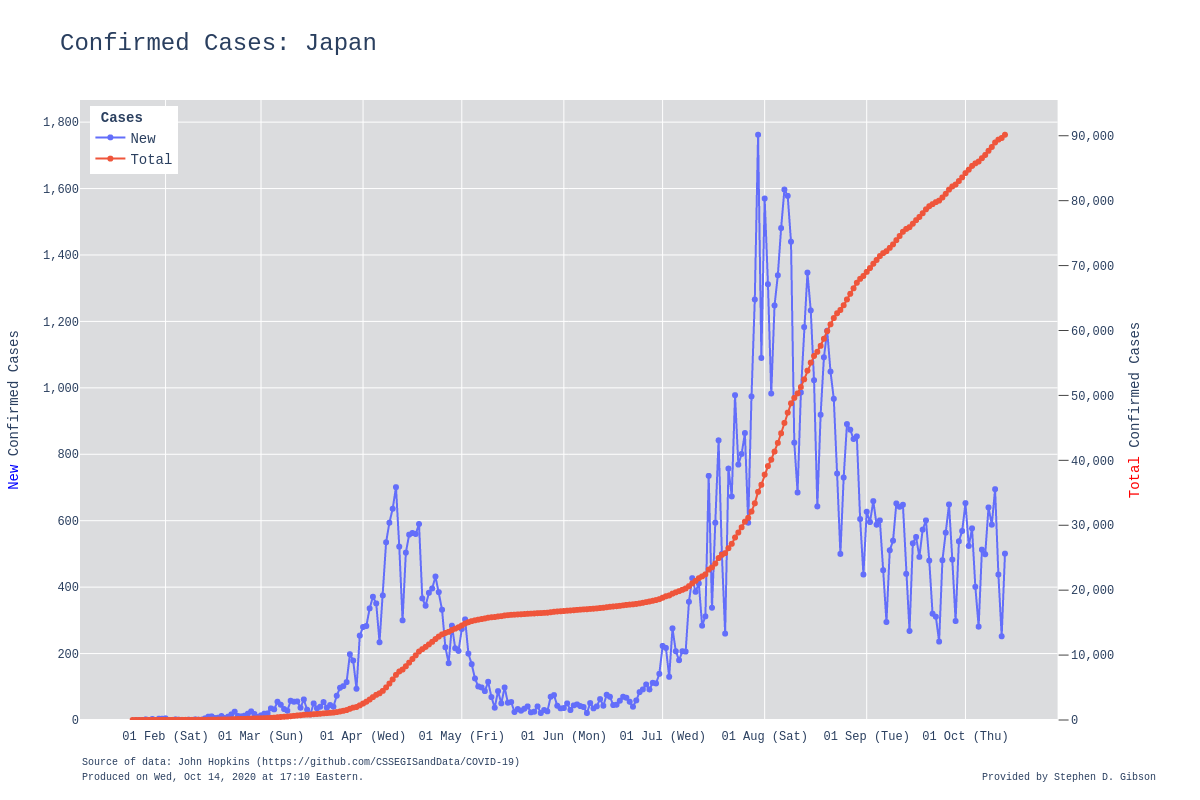 Confirmed Cases: Japan
Cases
New
Total
1,800
1,600
1,400
1,200
1,000
800
600
400
200
0
New Confirmed Cases
90,000
80,000
70,000
60,000
50,000
40,000
30,000
20,000
10,000
0
Total Confirmed Cases
01 Feb (Sat) 01 Mar (Sun) 01 Apr (Wed) 01 May (Fri) 01 Jun (Mon) 01 Jul (Wed) 01 Aug (Sat) 01 Sep (Tue) 01 Oct (Thu)
Source of data: John Hopkins (https://github.com/CSSEGISandData/COVID-19)
Produced on Wed, Oct 14, 2020 at 17:10 Eastern.
Provided by Stephen D. Gibson